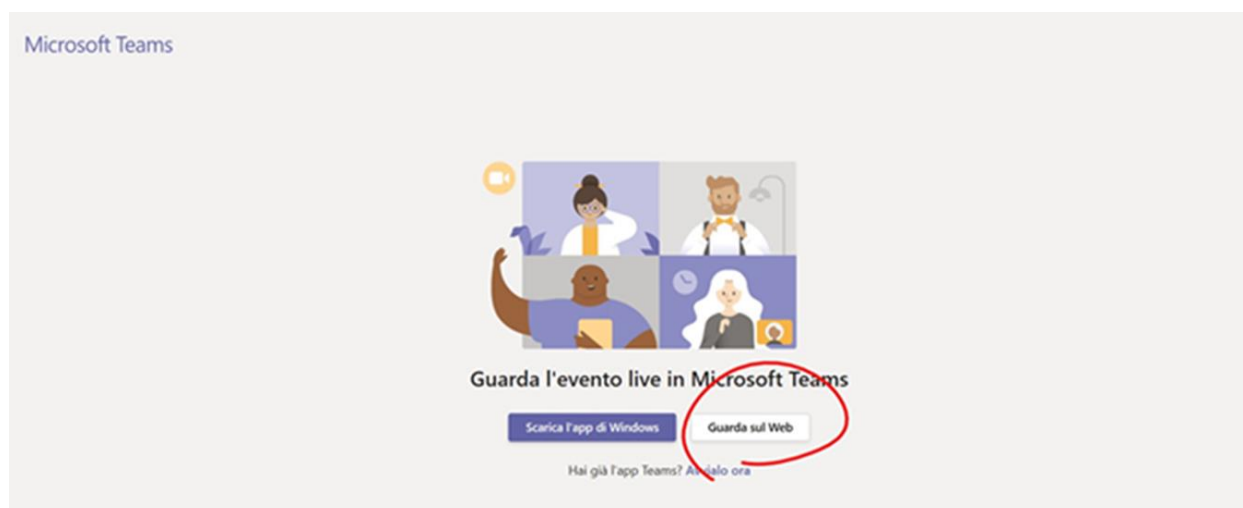 Microsoft Teams
Guarda l'evento live in Microsoft Teams
Scarica l'app di Windows
Guarda sul Web
Hai già l'app Teams? Avvialo ora